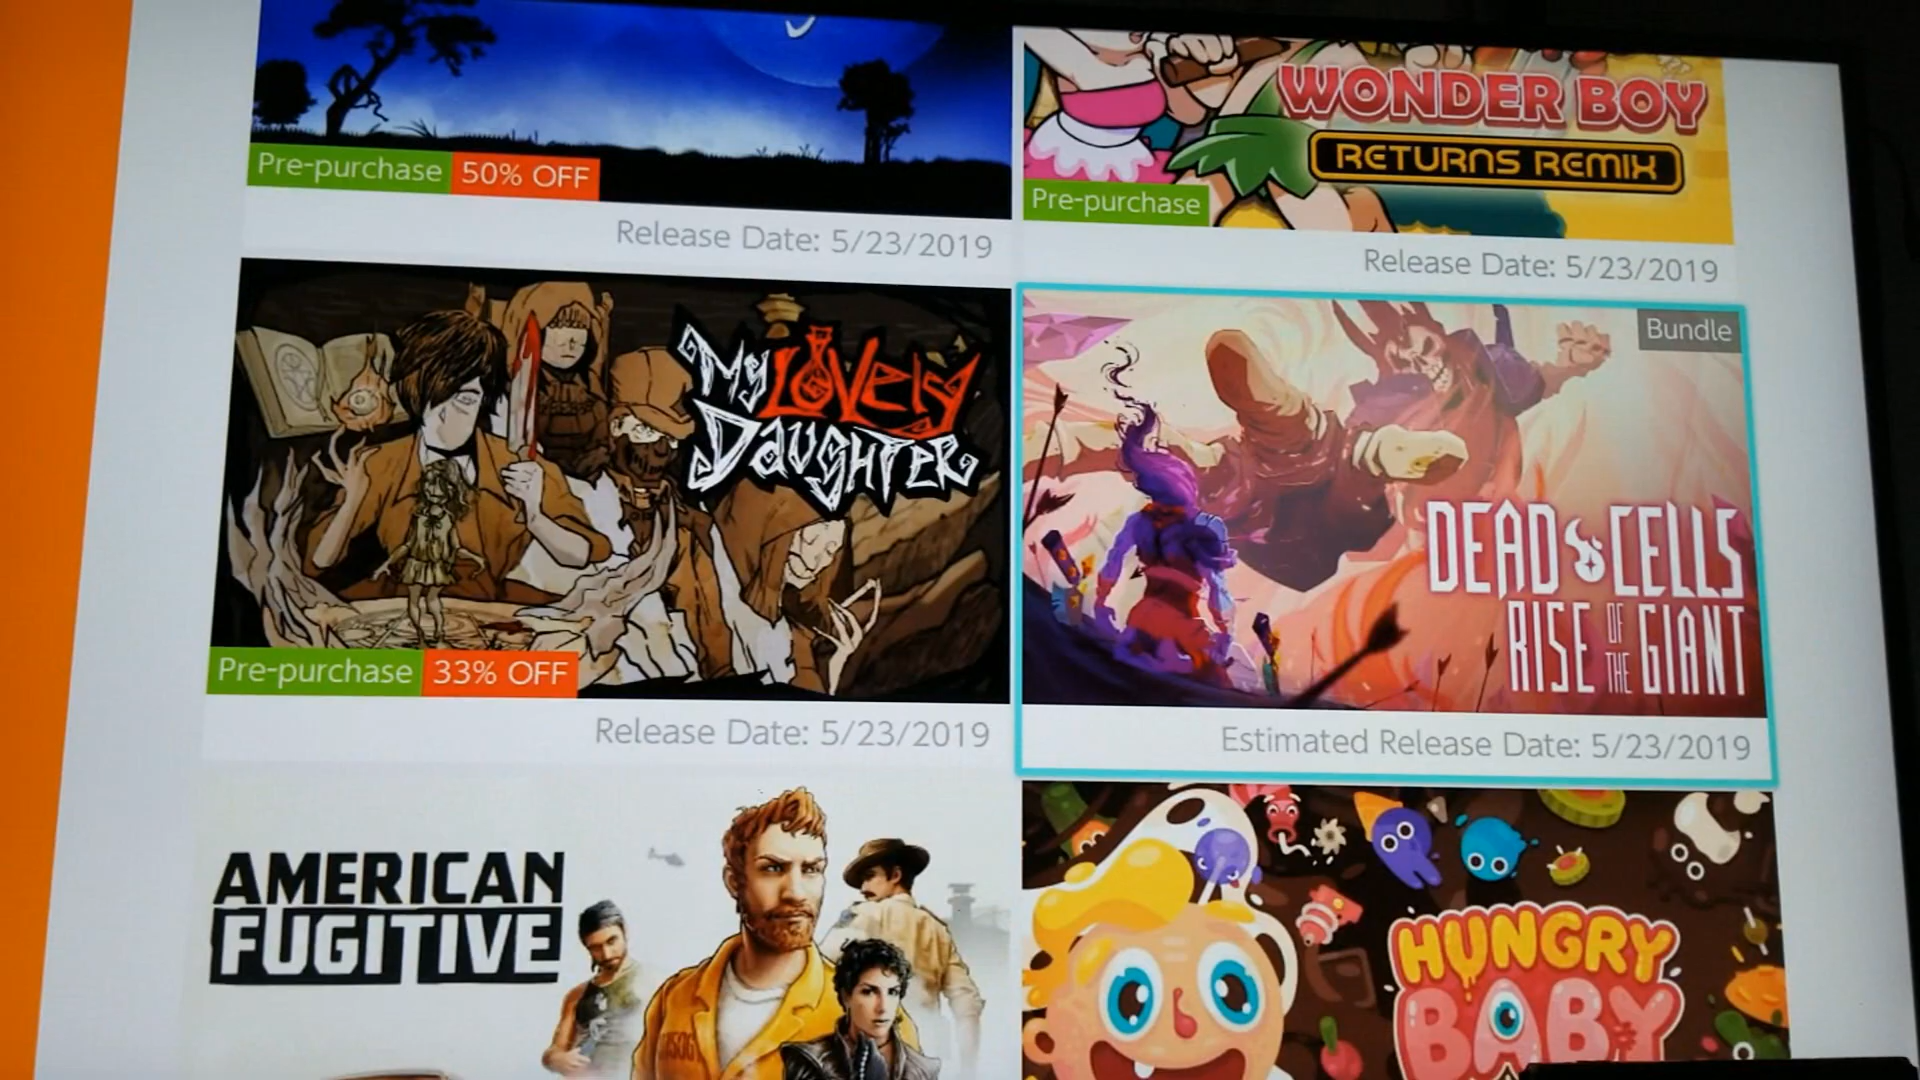 Pre-purchase 50% OFF
Release Date: 5/23/2019
WONDER BOY
RETURNS REMIX
Pre-purchase
Release Date: 5/23/2019
My Lovely
Daughter
Pre-purchase 33% OFF
Release Date: 5/23/2019
Bundle
DEAD CELLS
RISE OF THE GIANT
Estimated Release Date: 5/23/2019
AMERICAN
FUGITIVE
HUNGRY
BABY